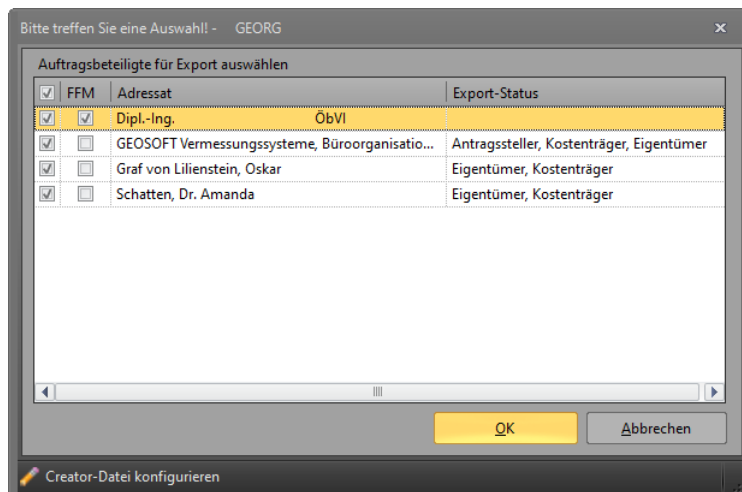 Bitte treffen Sie eine Auswahl! - GEORG
Auftragsbeteiligte für Export auswählen
FFM Adressat Export-Status
Dipl.-Ing. ÖbVI
GEOSOFT Vermessungssysteme, Büroorganisatio... Antragssteller, Kostenträger, Eigentümer
Graf von Lilienstein, Oskar Eigentümer, Kostenträger
Schatten, Dr. Amanda Eigentümer, Kostenträger
OK Abbrechen
Creator-Datei konfigurieren